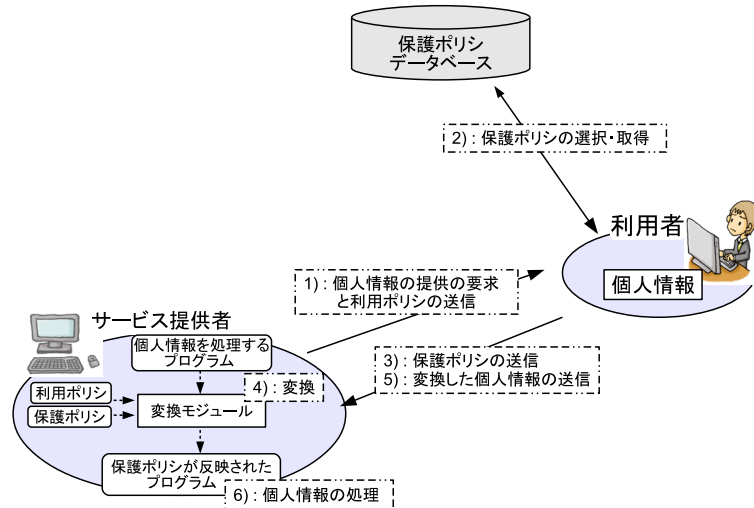 保護ポリシ
データベース
2) : 保護ポリシの選択・取得
利用者
個人情報
1) : 個人情報の提供の要求
と利用ポリシの送信
サービス提供者
個人情報を処理する
プログラム
3) : 保護ポリシの送信
5) : 変換した個人情報の送信
4) : 変換
利用ポリシ
保護ポリシ
変換モジュール
保護ポリシが反映された
プログラム
6) : 個人情報の処理